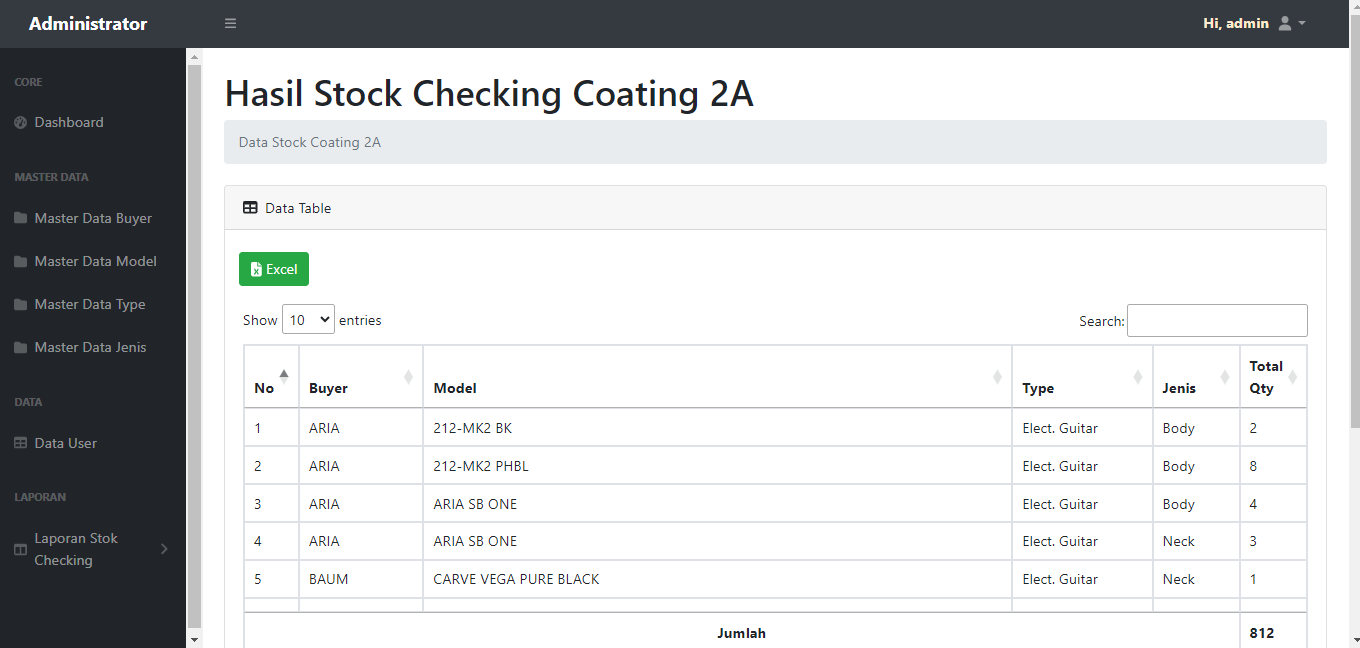 Administrator
Hi, admin
CORE
Dashboard
MASTER DATA
Master Data Buyer
Master Data Model
Master Data Type
Master Data Jenis
DATA
Data User
LAPORAN
Laporan Stok
Checking
Hasil Stock Checking Coating 2A
Data Stock Coating 2A
Data Table
Excel
Show 10 entries
Search:
No Buyer Model Type Jenis Total Qty
1 ARIA 212-MK2 BK Elect. Guitar Body 2
2 ARIA 212-MK2 PHBL Elect. Guitar Body 8
3 ARIA ARIA SB ONE Elect. Guitar Body 4
4 ARIA ARIA SB ONE Elect. Guitar Neck 3
5 BAUM CARVE VEGA PURE BLACK Elect. Guitar Neck 1
Jumlah 812